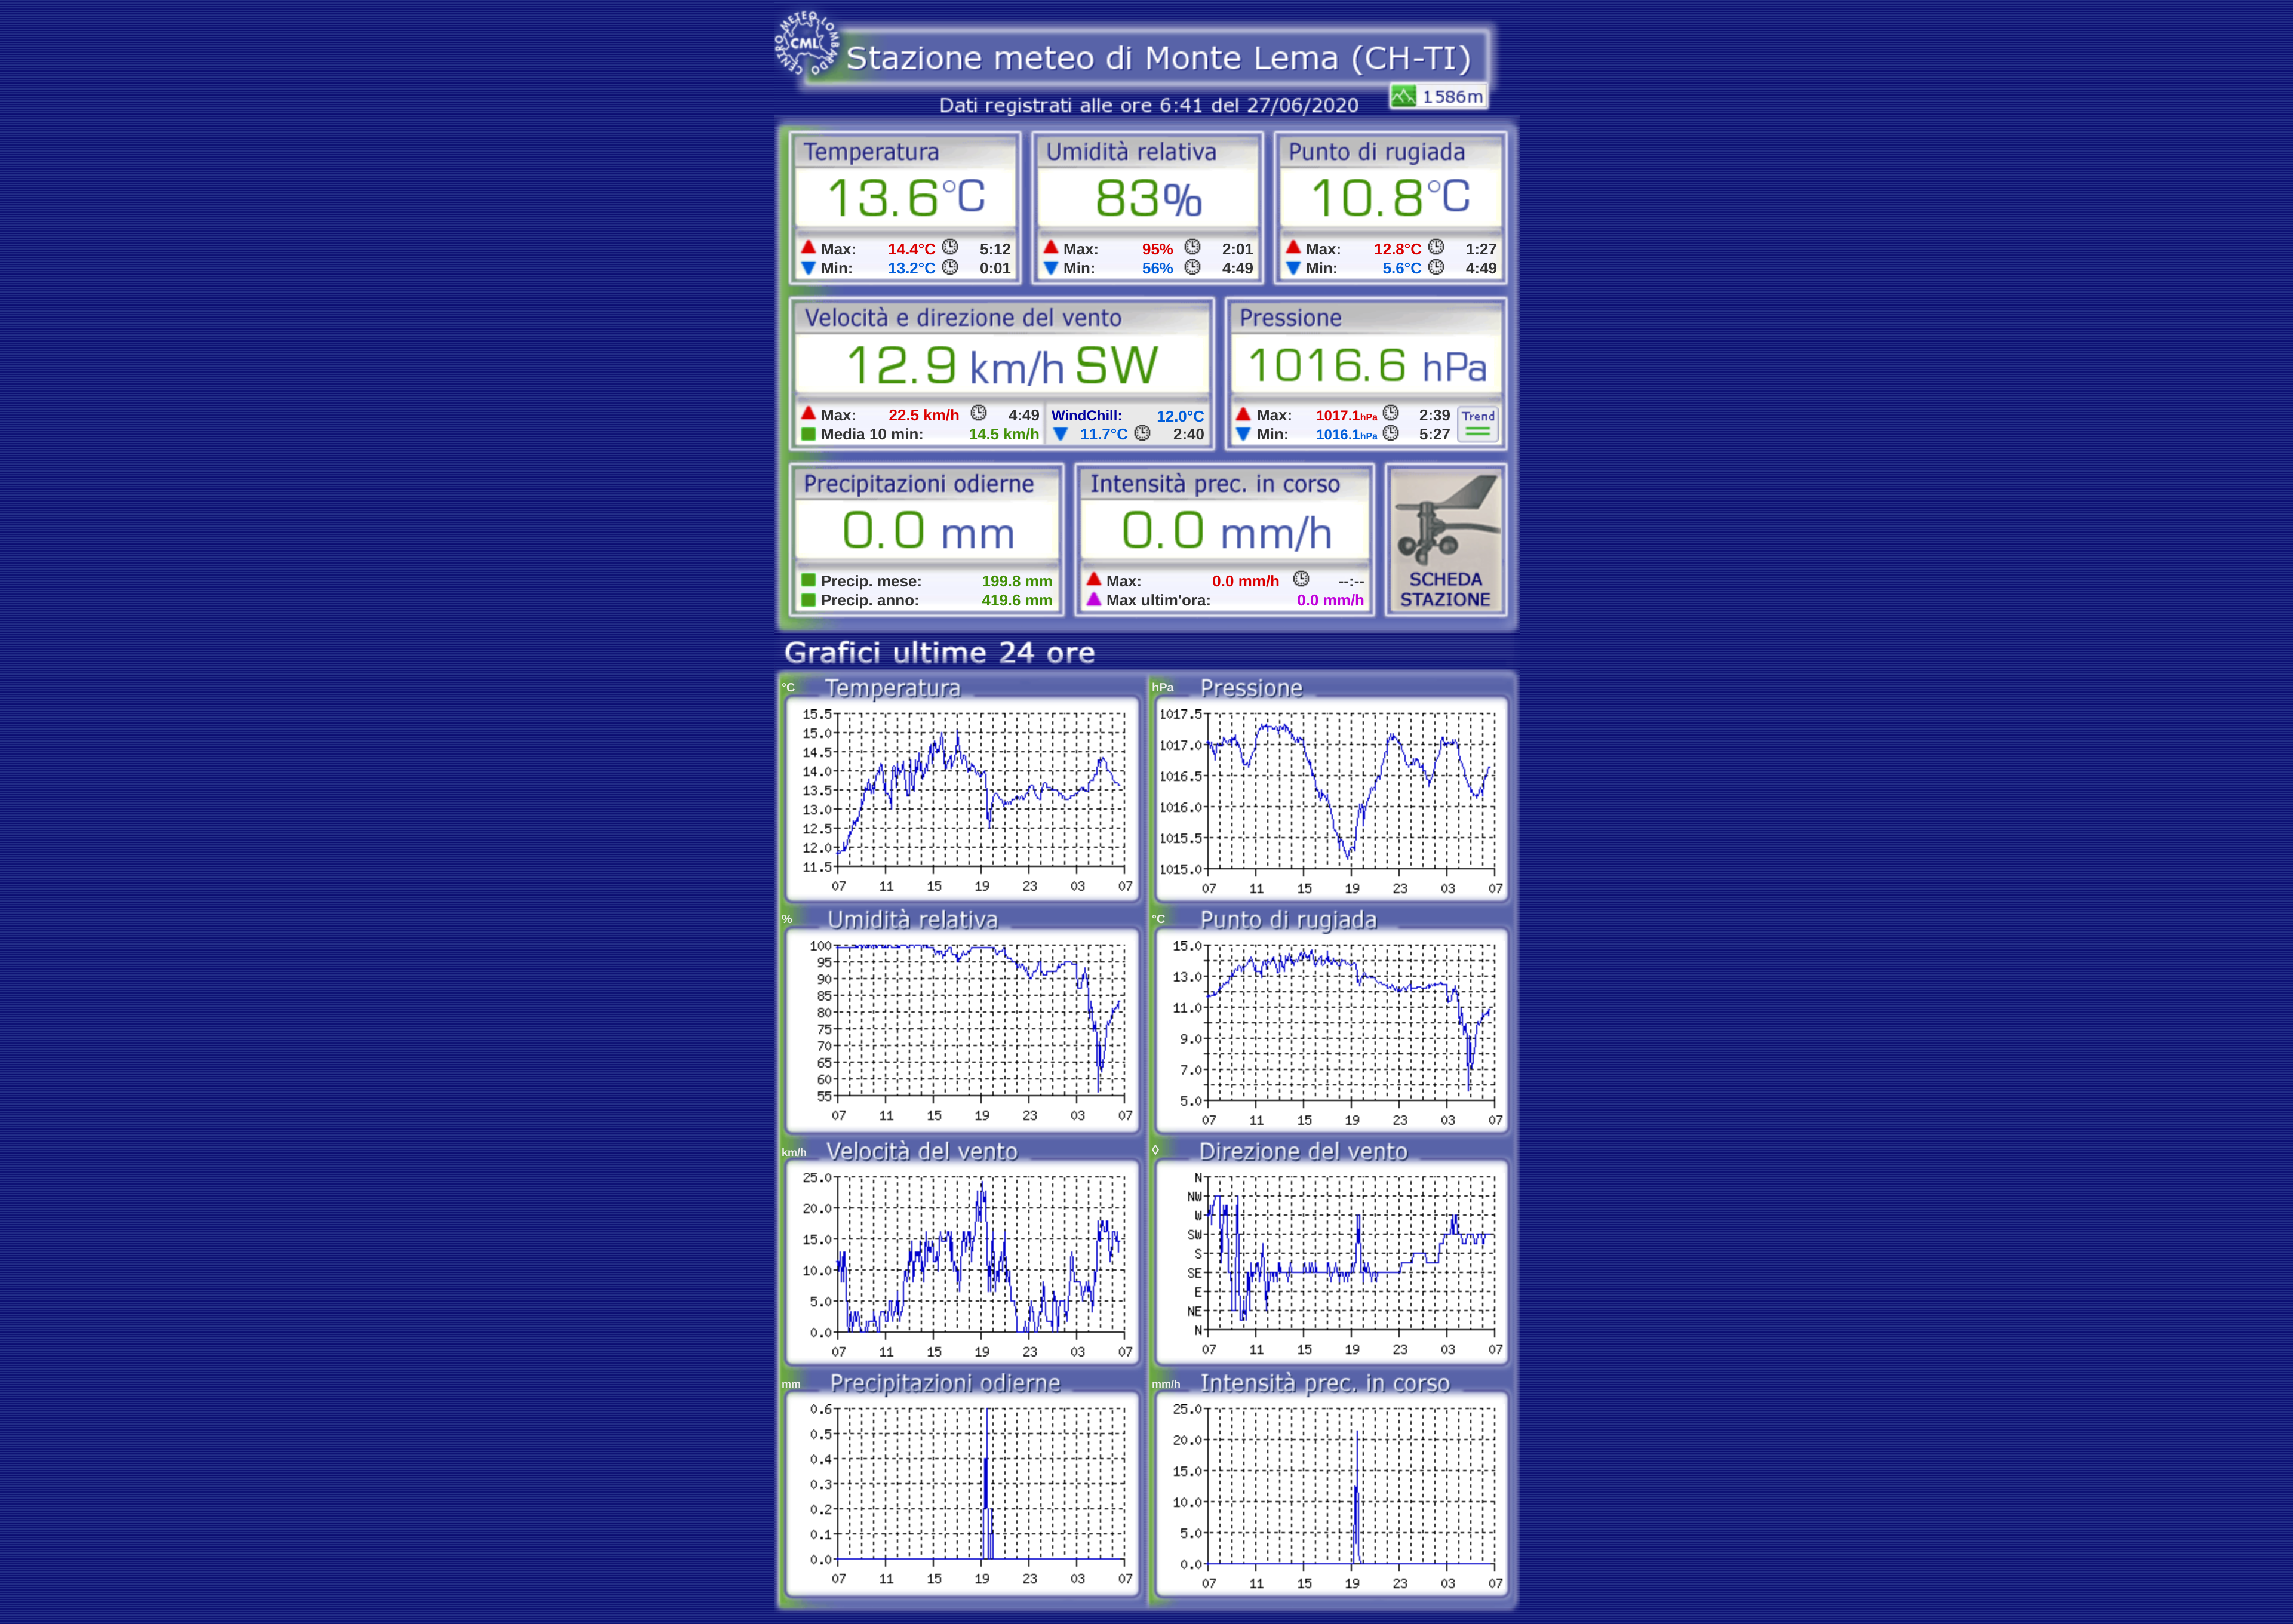 CENTRO METEO LOMBARDO
CML
Stazione meteo di Monte Lema (CH-TI)
1586m
Dati registrati alle ore 6:41 del 27/06/2020
Temperatura
13.6°C
Max: 14.4°C 5:12
Min: 13.2°C 0:01
Umidità relativa
83%
Max: 95% 2:01
Min: 56% 4:49
Punto di rugiada
10.8°C
Max: 12.8°C 1:27
Min: 5.6°C 4:49
Velocità e direzione del vento
12.9 km/h SW
Max: 22.5 km/h 4:49
Media 10 min: 14.5 km/h
WindChill: 12.0°C
11.7°C 2:40
Pressione
1016.6 hPa
Max: 1017.1hPa 2:39
Min: 1016.1hPa 5:27
Trend
Precipitazioni odierne
0.0 mm
Precip. mese: 199.8 mm
Precip. anno: 419.6 mm
Intensità prec. in corso
0.0 mm/h
Max: 0.0 mm/h --:--
Max ultim'ora: 0.0 mm/h
SCHEDA
STAZIONE
Grafici ultime 24 ore
°C Temperatura
15.5
15.0
14.5
14.0
13.5
13.0
12.5
12.0
11.5
07 11 15 19 23 03 07
hPa Pressione
1017.5
1017.0
1016.5
1016.0
1015.5
1015.0
07 11 15 19 23 03 07
% Umidità relativa
100
95
90
85
80
75
70
65
60
55
07 11 15 19 23 03 07
°C Punto di rugiada
15.0
13.0
11.0
9.0
7.0
5.0
07 11 15 19 23 03 07
km/h Velocità del vento
25.0
20.0
15.0
10.0
5.0
0.0
07 11 15 19 23 03 07
◊ Direzione del vento
N
NW
W
SW
S
SE
E
NE
N
07 11 15 19 23 03 07
mm Precipitazioni odierne
0.6
0.5
0.4
0.3
0.2
0.1
0.0
07 11 15 19 23 03 07
mm/h Intensità prec. in corso
25.0
20.0
15.0
10.0
5.0
0.0
07 11 15 19 23 03 07